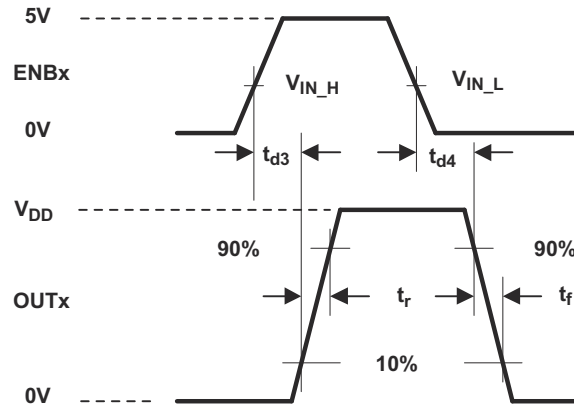 5V
ENBx
V_IN_H
V_IN_L
0V
t_d3
t_d4
V_DD
90%
90%
OUTx
t_r
t_f
10%
0V